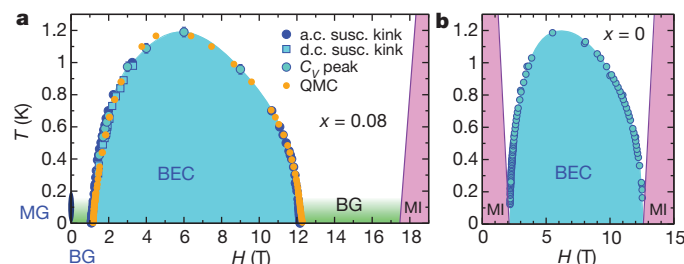 a
a.c. susc. kink
d.c. susc. kink
C_V peak
QMC
x = 0.08
T (K)
1.2
1
0.8
0.6
0.4
0.2
0
MG
BEC
BG
MI
0 2 4 6 8 10 12 14 16 18
BG
H (T)
b
x = 0
1.2
1
0.8
0.6
0.4
0.2
0
BEC
MI
MI
0 5 10 15
H (T)